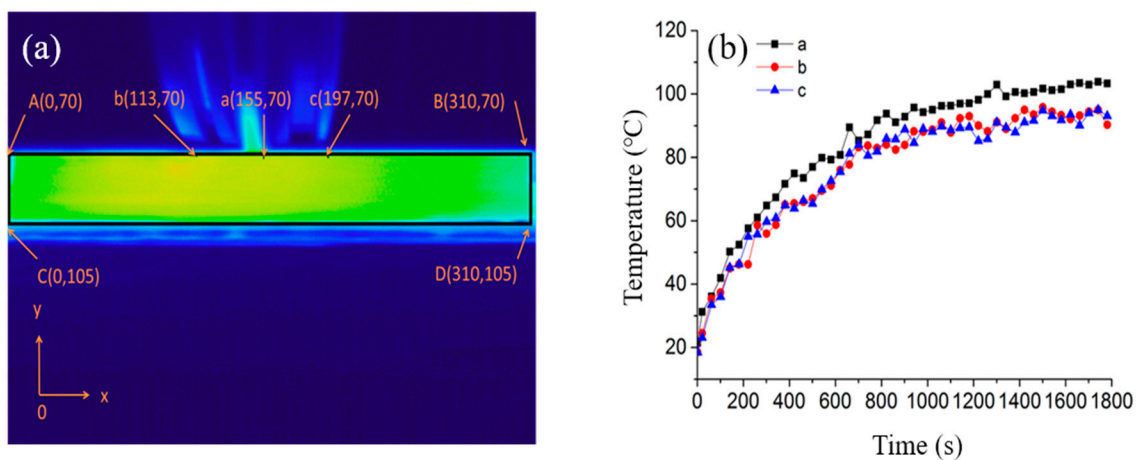 (a)
A(0,70)
b(113,70)
a(155,70)
c(197,70)
B(310,70)
C(0,105)
D(310,105)
y
0
x
(b)
a
b
c
Temperature (°C)
120
100
80
60
40
20
0 200 400 600 800 1000 1200 1400 1600 1800
Time (s)